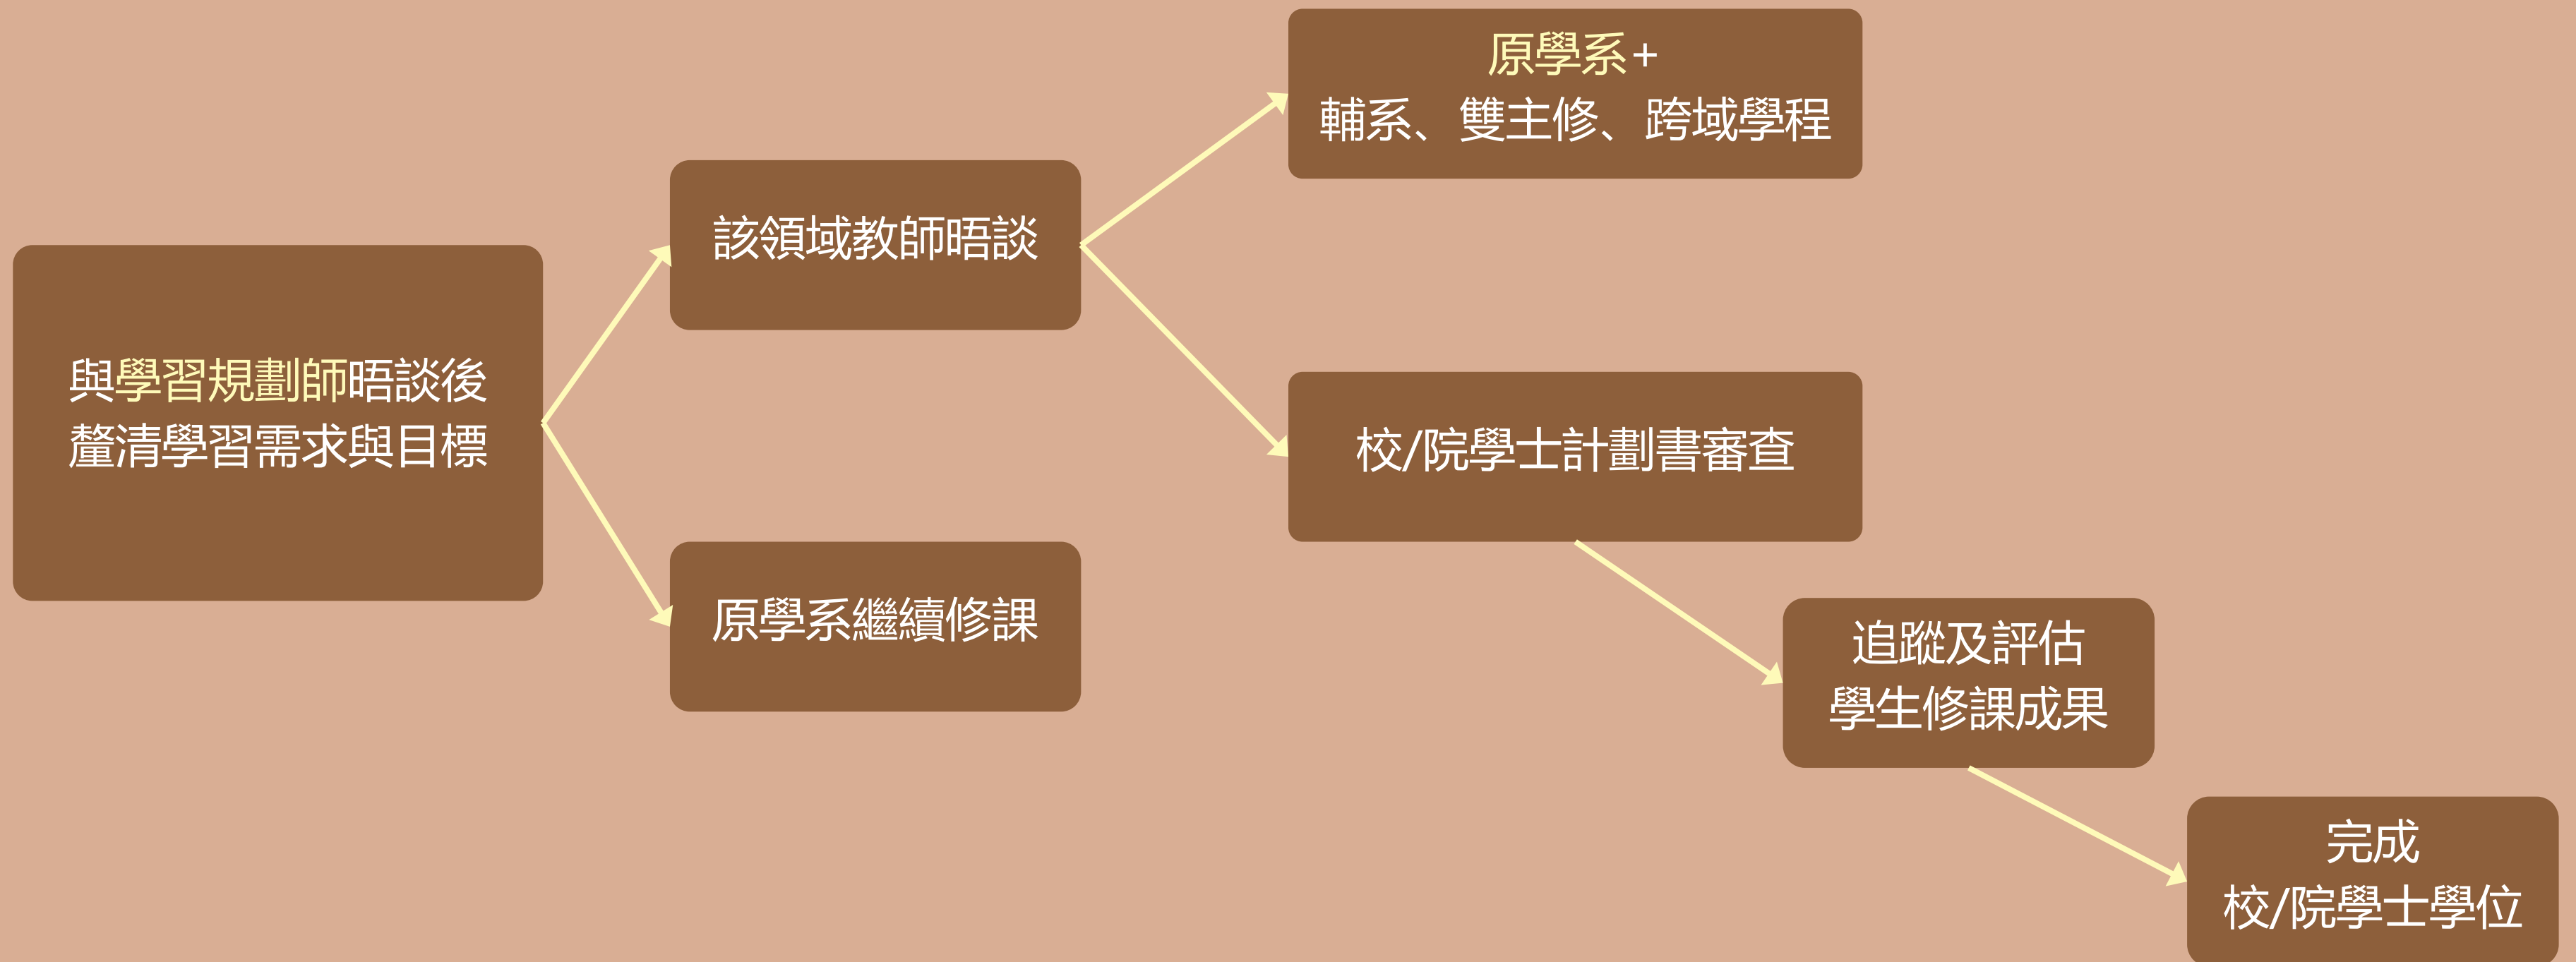 與學習規劃師晤談後
釐清學習需求與目標
該領域教師晤談
原學系繼續修課
原學系+
輔系、雙主修、跨域學程
校/院學士計劃書審查
追蹤及評估
學生修課成果
完成
校/院學士學位